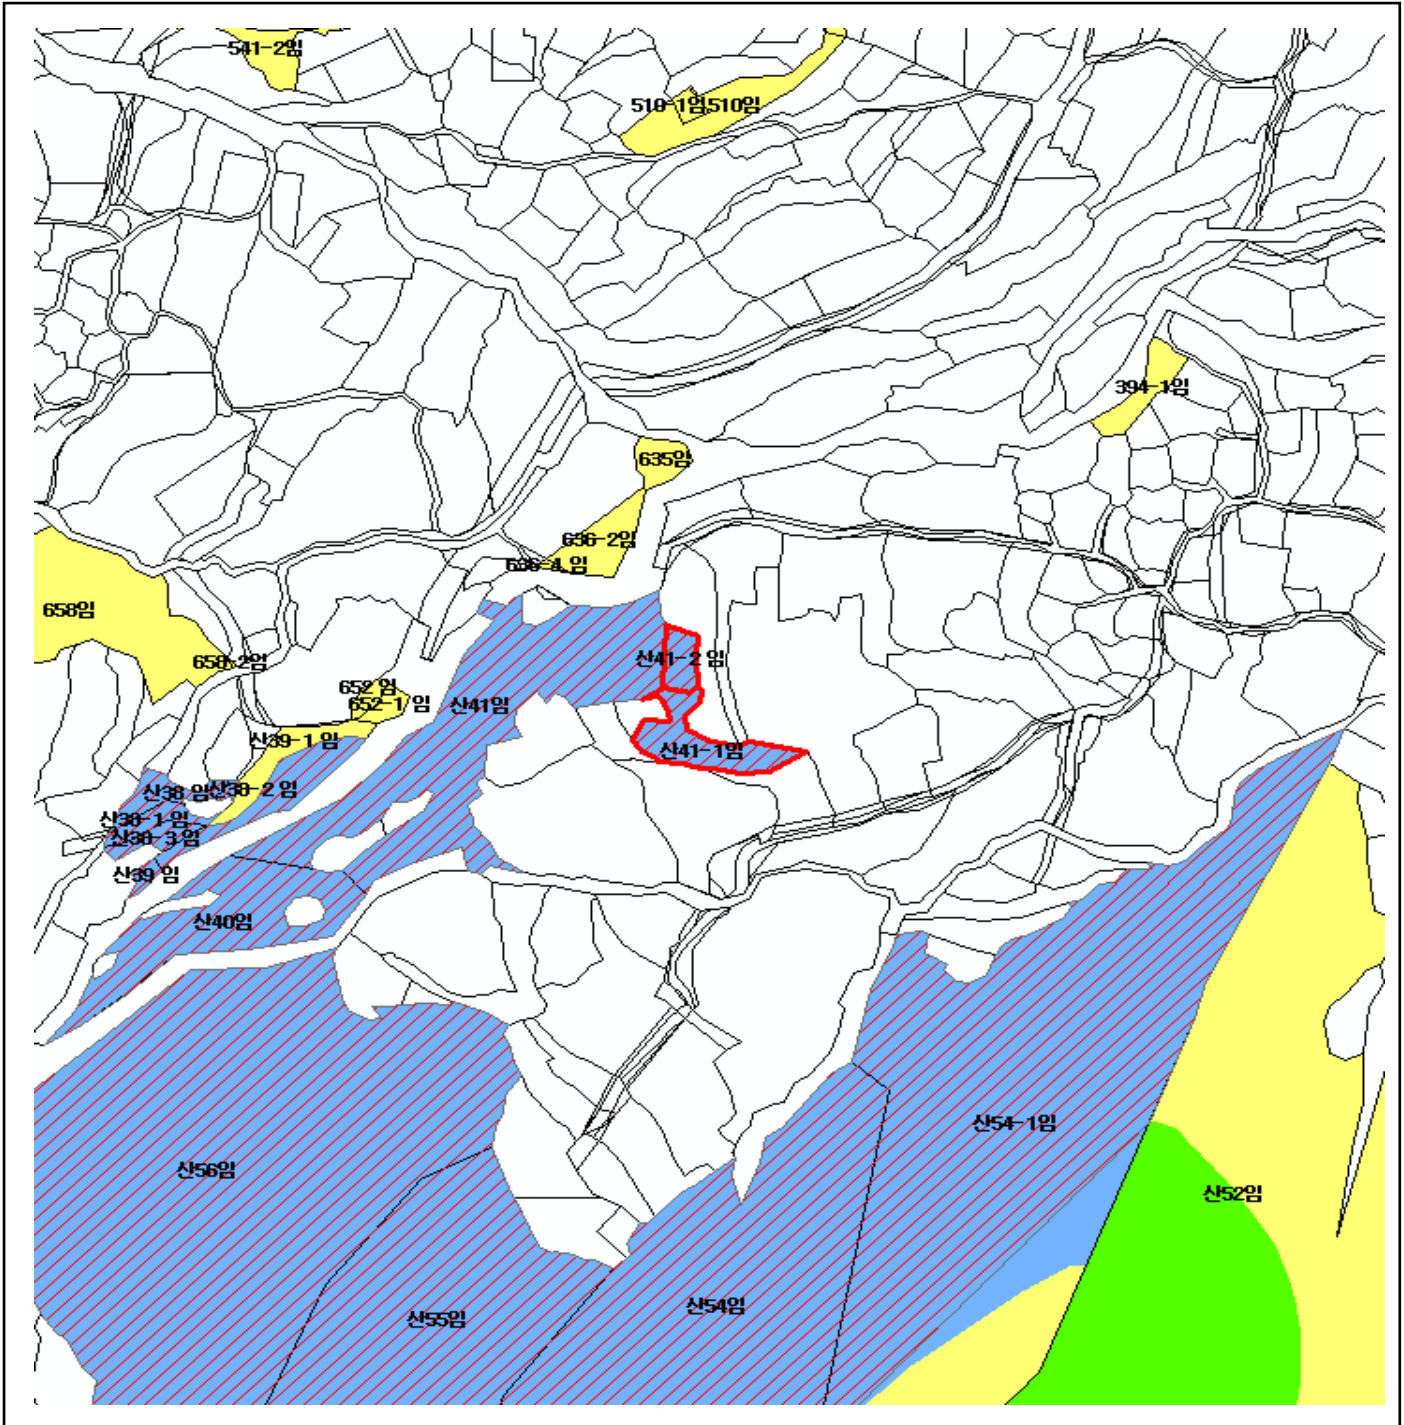 541-2임
510-1임
510임
394-1임
635임
636-2임
636-4 임
658임
658-2임
652 임
652-1 임
산41-2 임
산41임
산39-1 임
산41-1임
산38 임
산38-2 임
산38-1 임
산38-3 임
산39 임
산40임
산54-1임
산56임
산52임
산54임
산55임